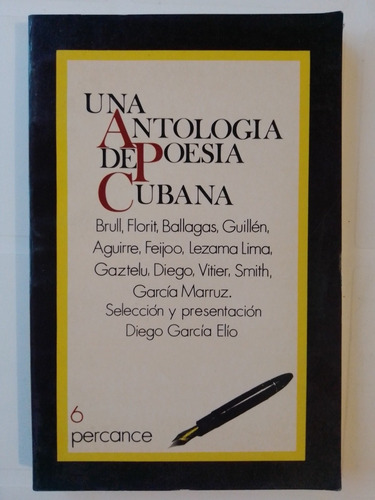 UNA
ANTOLOGIA
DE POESIA
CUBANA
Brull, Florit, Ballagas, Guillén,
Aguirre, Feijoo, Lezama Lima,
Gaztelu, Diego, Vitier, Smith,
García Marruz.
Selección y presentación
Diego García Elío
6
percance